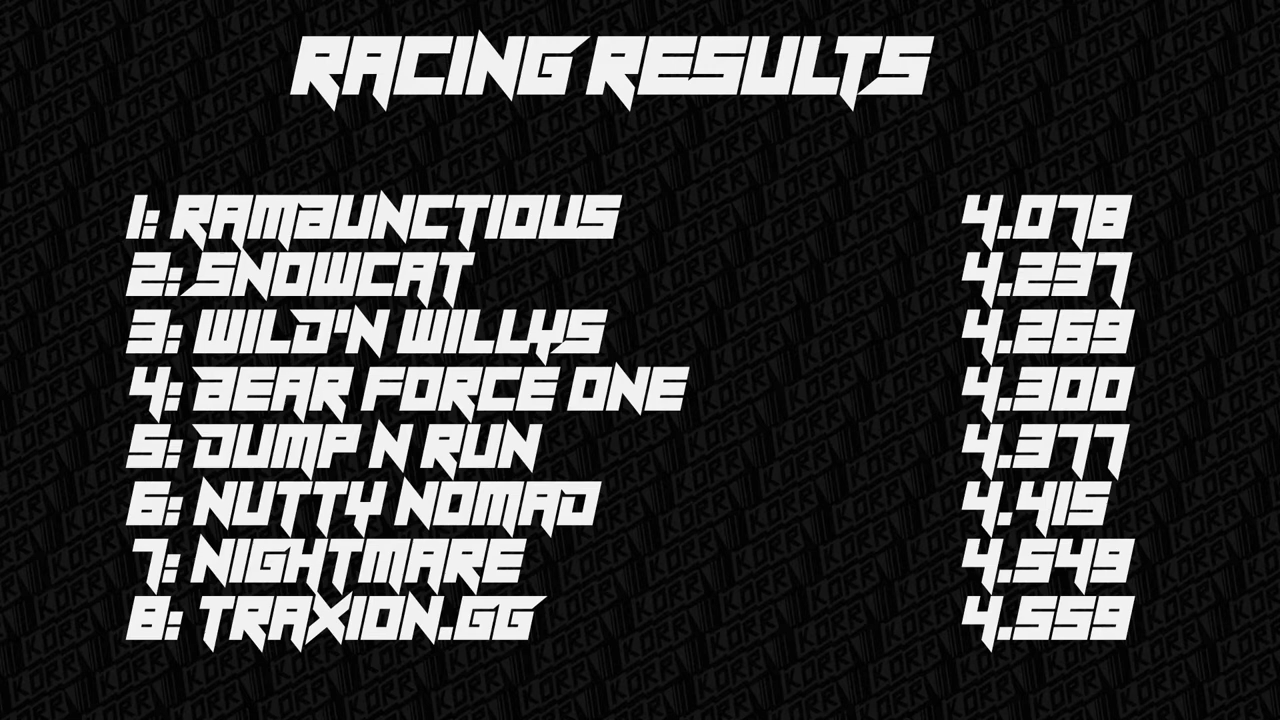 RACING RESULTS
1: RAMBUNCTIOUS 4.078
2: SNOWCAT 4.237
3: WILD'N WILLYS 4.269
4: BEAR FORCE ONE 4.300
5: DUMP N RUN 4.377
6: NUTTY NOMAD 4.415
7: NIGHTMARE 4.549
8: TRAXION.GG 4.559
KORR